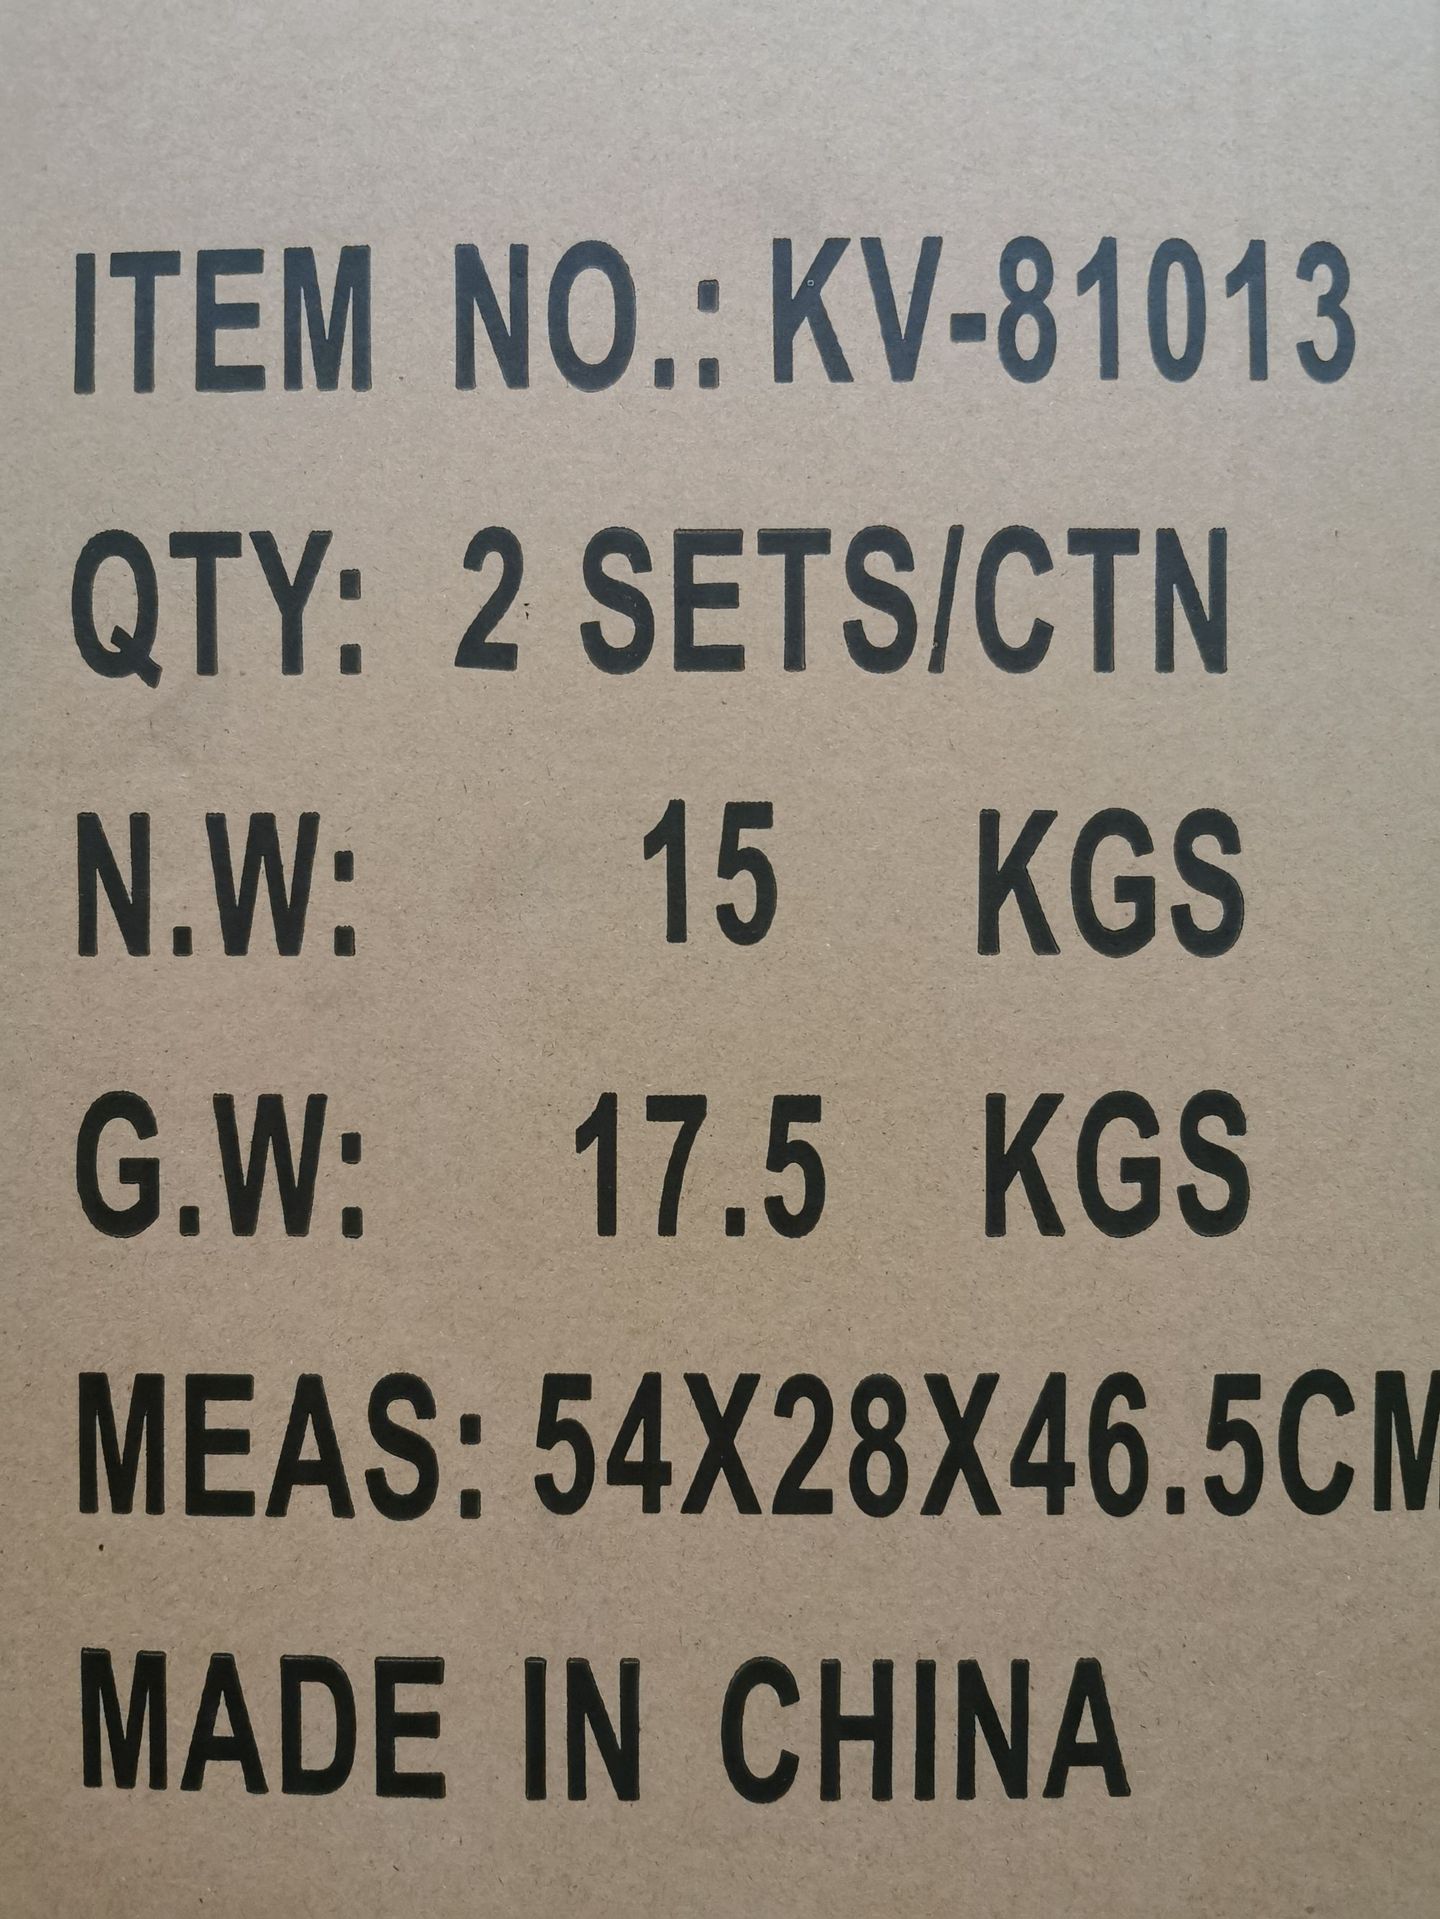 ITEM NO.: KV-81013
QTY: 2 SETS/CTN
N.W: 15 KGS
G.W: 17.5 KGS
MEAS: 54X28X46.5CM
MADE IN CHINA